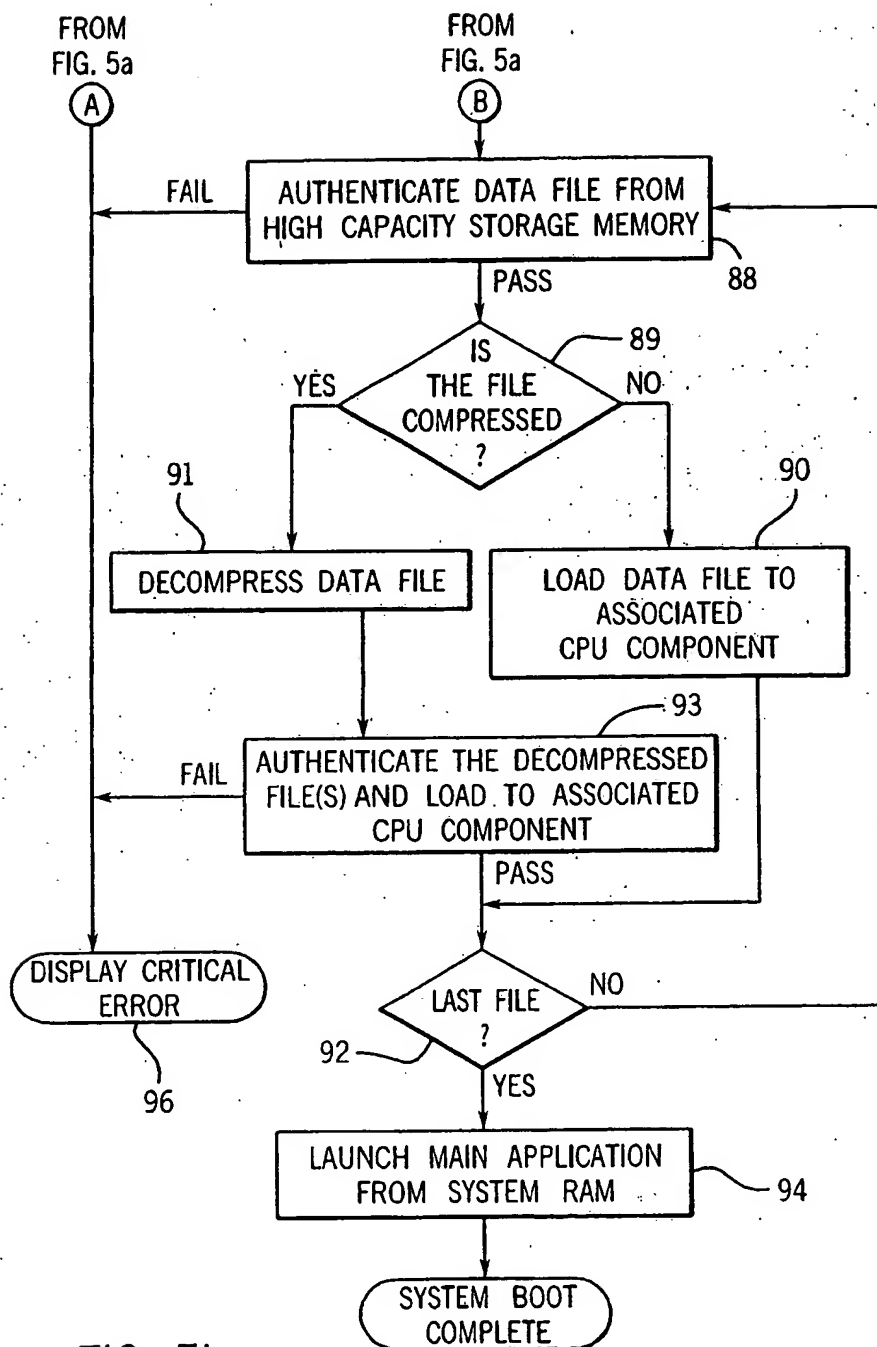 FROM
FIG. 5a
A
FROM
FIG. 5a
B
FAIL
AUTHENTICATE DATA FILE FROM
HIGH CAPACITY STORAGE MEMORY
88
PASS
IS
THE FILE
COMPRESSED
?
89
YES
NO
91
90
DECOMPRESS DATA FILE
LOAD DATA FILE TO
ASSOCIATED
CPU COMPONENT
93
FAIL
AUTHENTICATE THE DECOMPRESSED
FILE(S) AND LOAD TO ASSOCIATED
CPU COMPONENT
PASS
DISPLAY CRITICAL
ERROR
96
LAST FILE
?
NO
92
YES
LAUNCH MAIN APPLICATION
FROM SYSTEM RAM
94
SYSTEM BOOT
COMPLETE